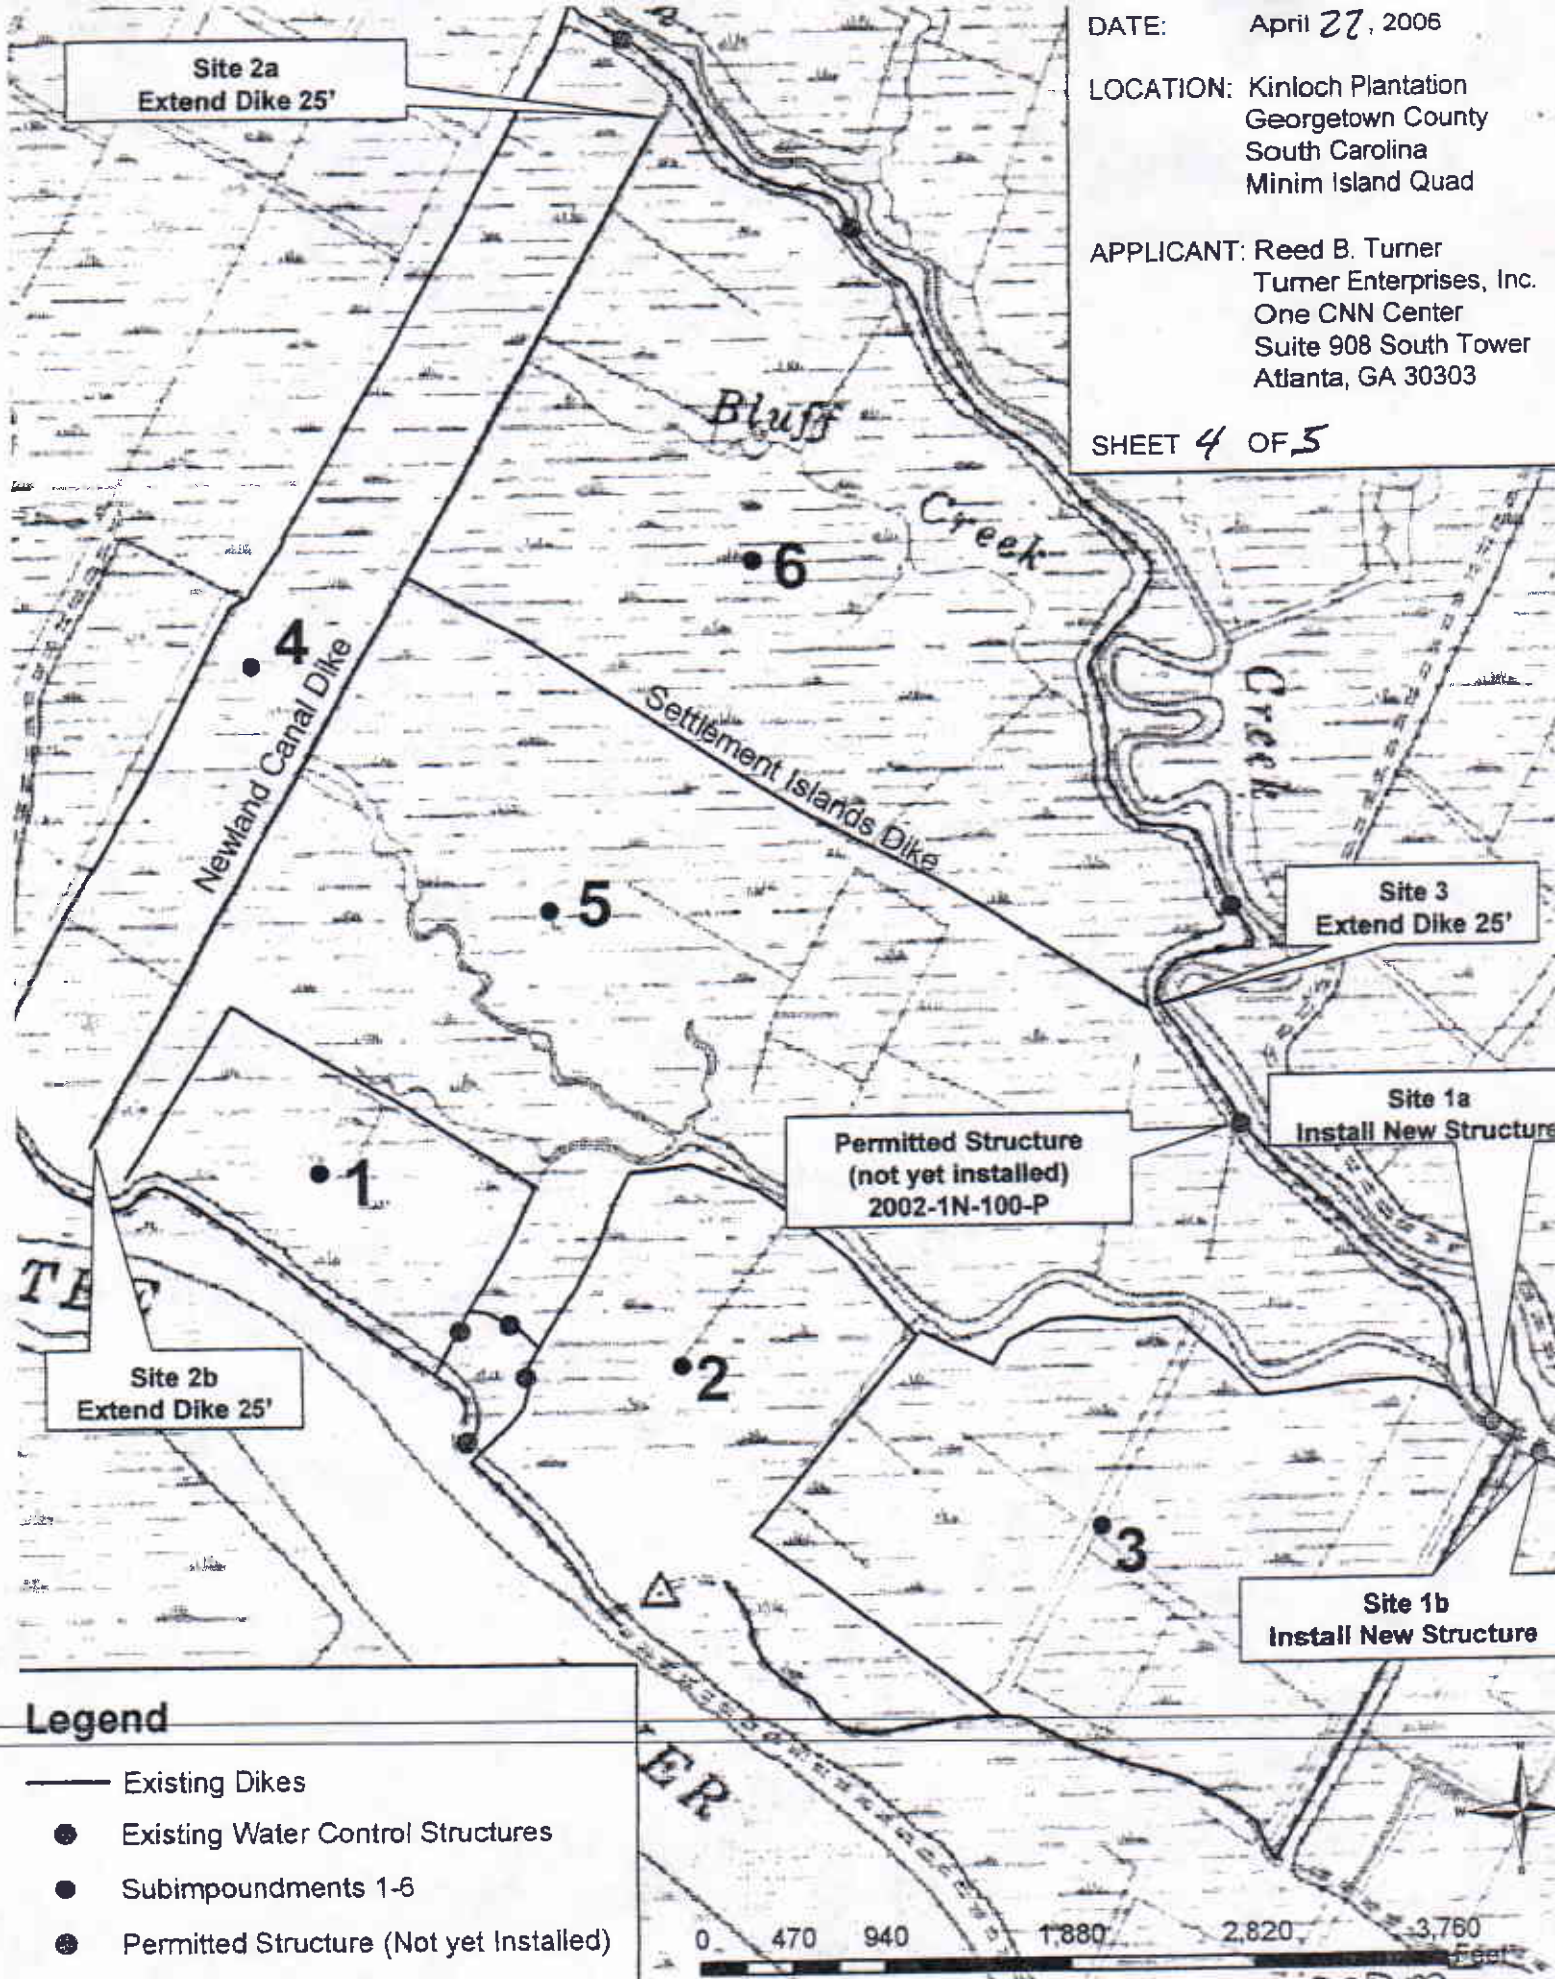 DATE: April 27, 2006
LOCATION: Kinloch Plantation
Georgetown County
South Carolina
Minim Island Quad
APPLICANT: Reed B. Turner
Turner Enterprises, Inc.
One CNN Center
Suite 908 South Tower
Atlanta, GA 30303
SHEET 4 OF 5
Site 2a
Extend Dike 25'
Bluff
Creek
6
4
Newland Canal Dike
Settlement Islands Dike
Creek
5
Site 3
Extend Dike 25'
Site 1a
Install New Structure
Permitted Structure
(not yet installed)
2002-1N-100-P
1
Site 2b
Extend Dike 25'
2
3
Site 1b
Install New Structure
ER
Legend
Existing Dikes
Existing Water Control Structures
Subimpoundments 1-6
Permitted Structure (Not yet Installed)
0 470 940 1,880 2,820 3,760
Feet